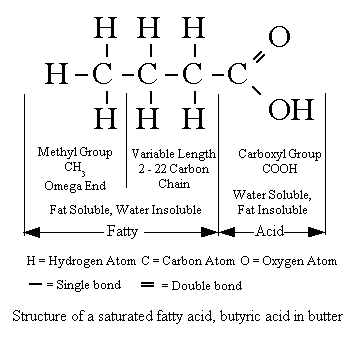 H H H O
H – C – C – C – C
H H H OH
Methyl Group Variable Length Carboxyl Group
CH3 2 - 22 Carbon COOH
Omega End Chain
Water Soluble,
Fat Soluble, Water Insoluble Fat Insoluble
Fatty Acid
H = Hydrogen Atom C = Carbon Atom O = Oxygen Atom
– = Single bond = = Double bond
Structure of a saturated fatty acid, butyric acid in butter